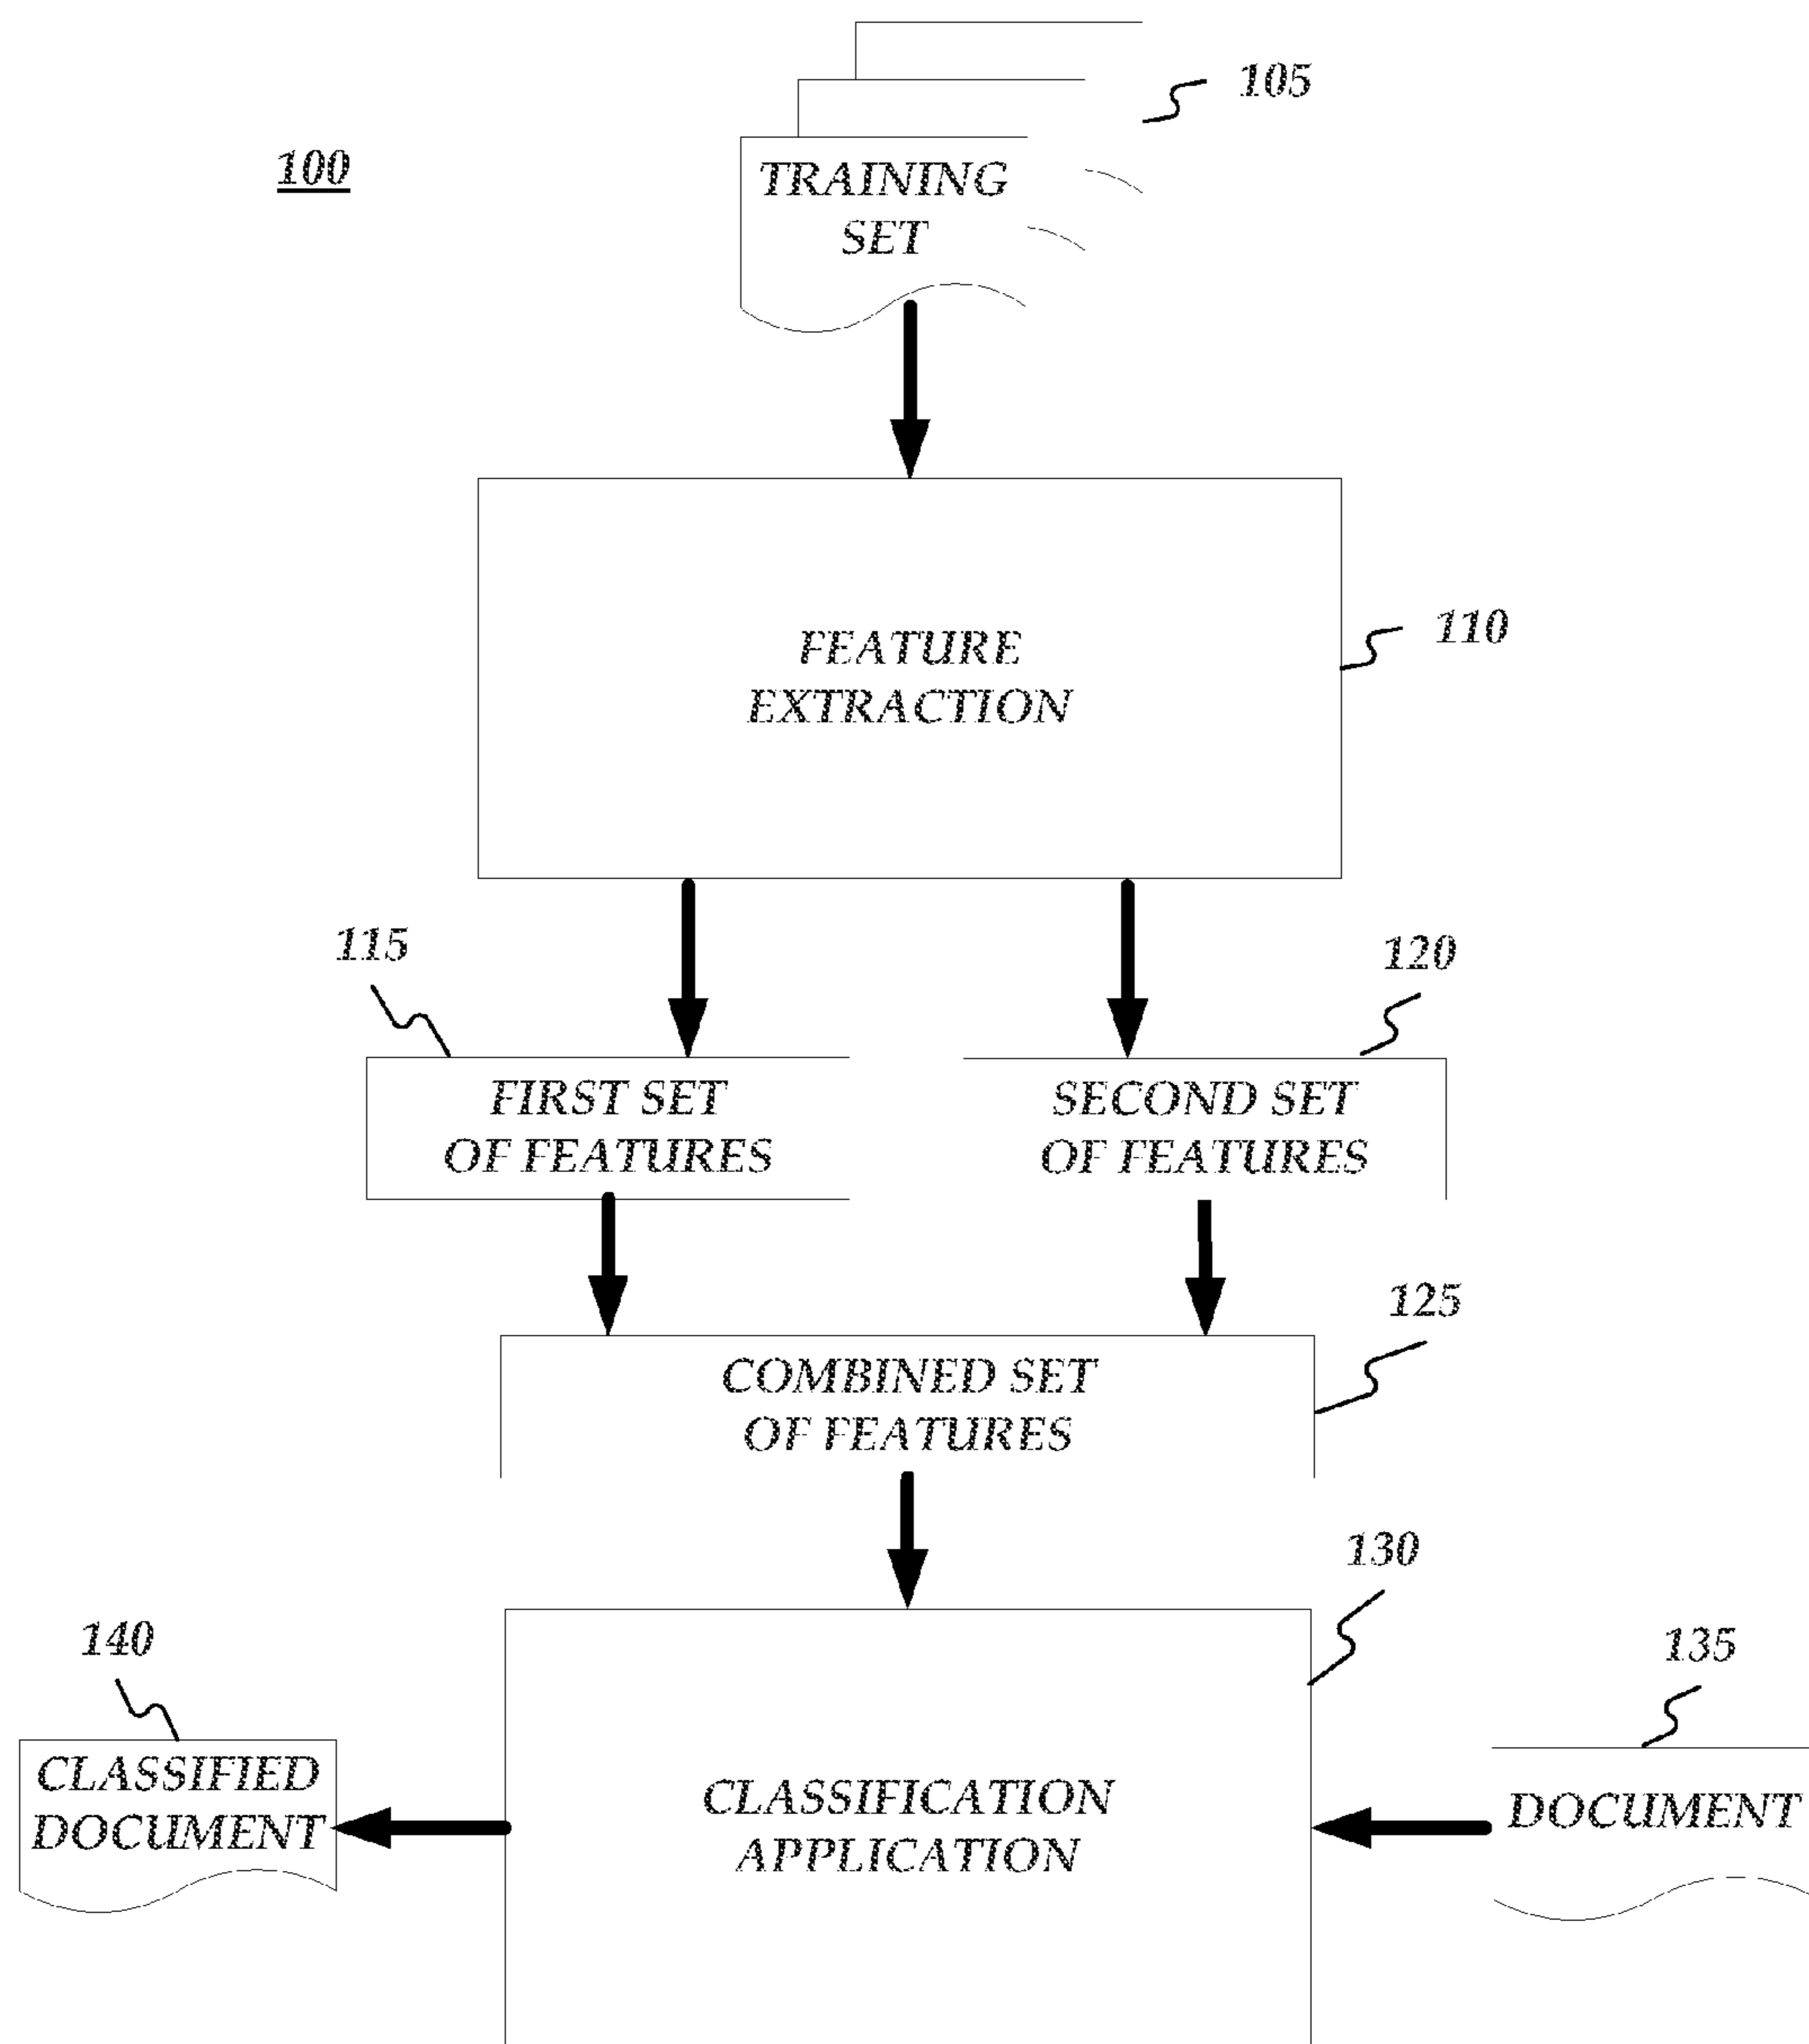 105
100
TRAINING
SET
110
FEATURE
EXTRACTION
115
120
FIRST SET
OF FEATURES
SECOND SET
OF FEATURES
125
COMBINED SET
OF FEATURES
130
140
135
CLASSIFIED
DOCUMENT
CLASSIFICATION
APPLICATION
DOCUMENT